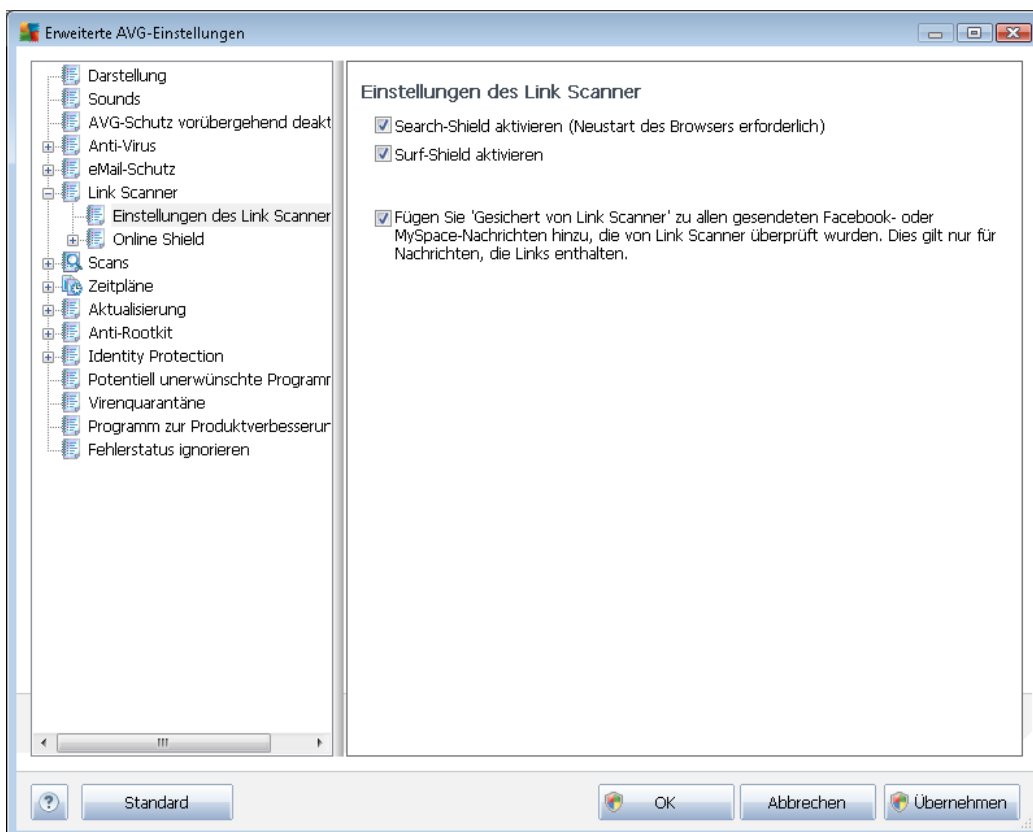 Erweiterte AVG-Einstellungen
Darstellung
Sounds
AVG-Schutz vorübergehend deakt
Anti-Virus
eMail-Schutz
Link Scanner
Einstellungen des Link Scanner
Online Shield
Scans
Zeitpläne
Aktualisierung
Anti-Rootkit
Identity Protection
Potentiell unerwünschte Programr
Virenquarantäne
Programm zur Produktverbesserur
Fehlerstatus ignorieren
Einstellungen des Link Scanner
Search-Shield aktivieren (Neustart des Browsers erforderlich)
Surf-Shield aktivieren
Fügen Sie 'Gesichert von Link Scanner' zu allen gesendeten Facebook- oder
MySpace-Nachrichten hinzu, die von Link Scanner überprüft wurden. Dies gilt nur für
Nachrichten, die Links enthalten.
?
Standard
OK
Abbrechen
Übernehmen